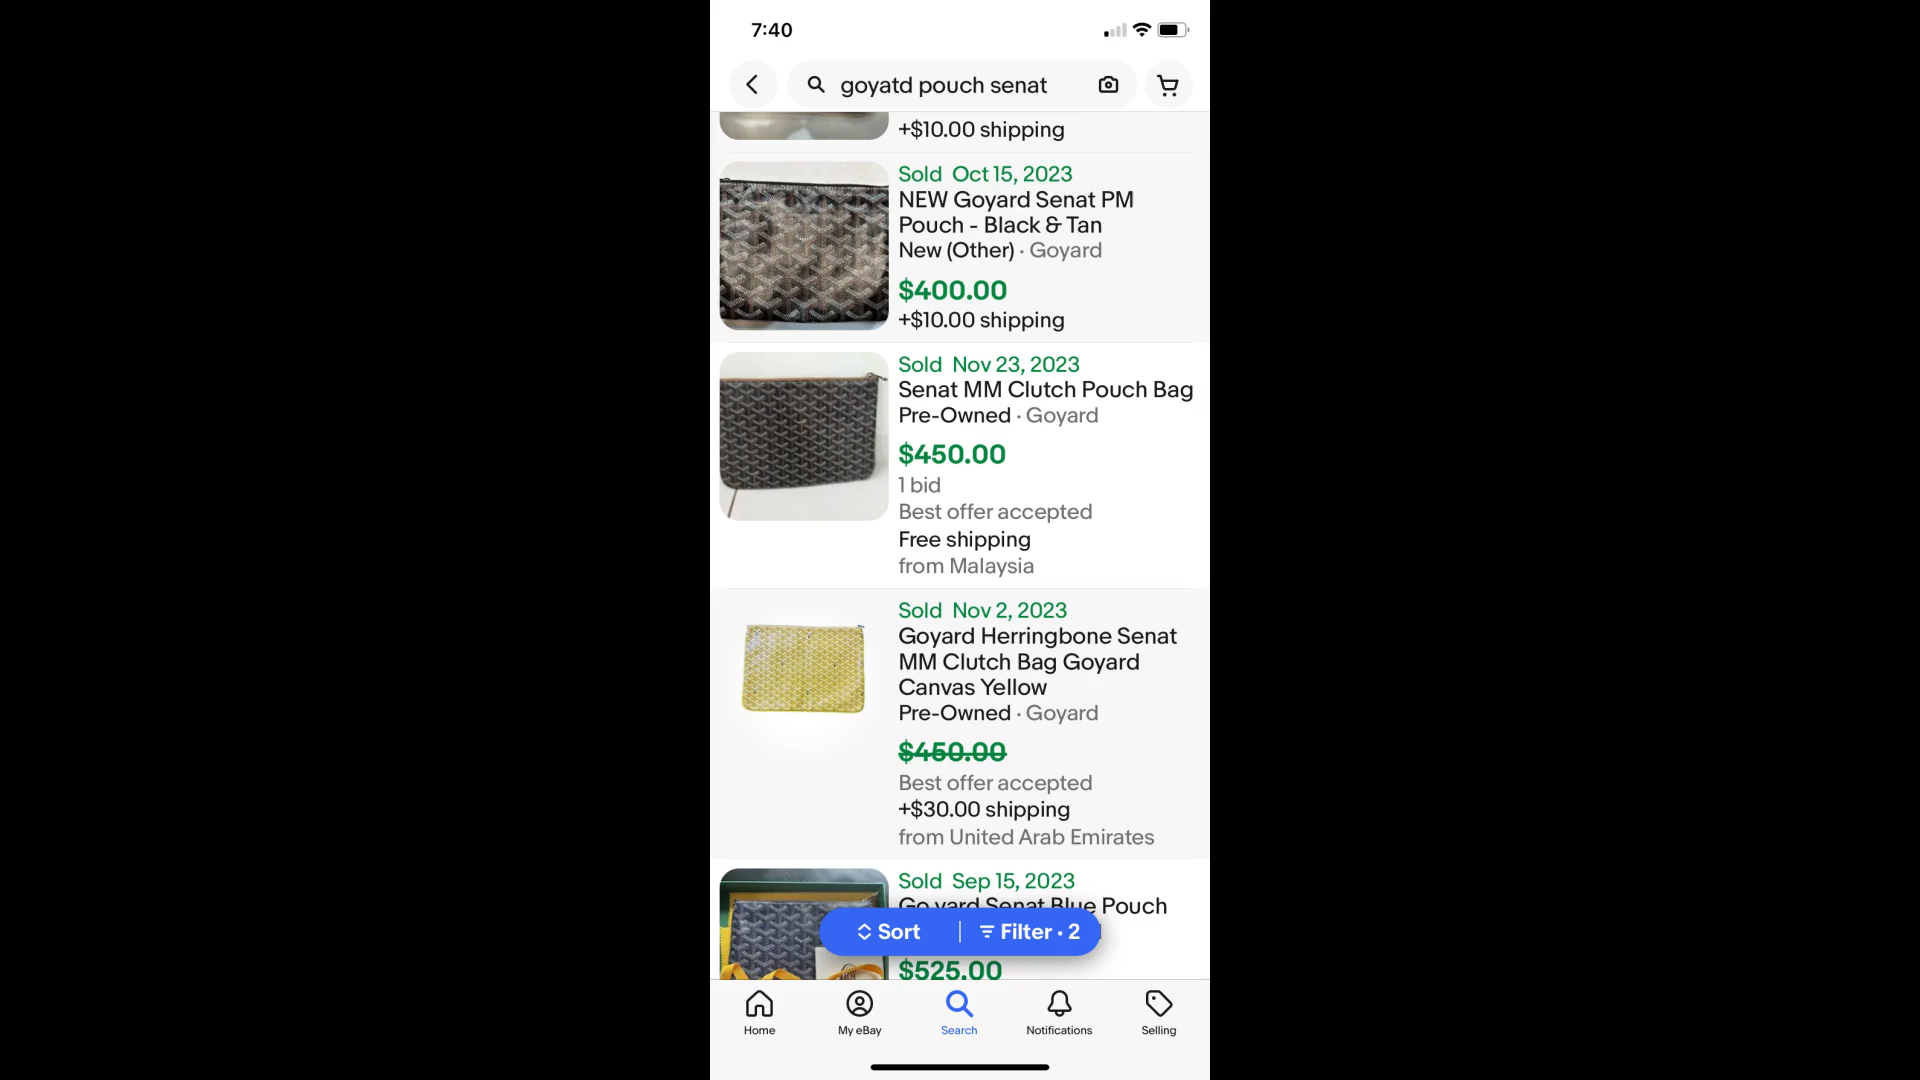 7:40
goyatd pouch senat
+$10.00 shipping
Sold Oct 15, 2023
NEW Goyard Senat PM
Pouch - Black & Tan
New (Other) · Goyard
$400.00
+$10.00 shipping
Sold Nov 23, 2023
Senat MM Clutch Pouch Bag
Pre-Owned · Goyard
$450.00
1 bid
Best offer accepted
Free shipping
from Malaysia
Sold Nov 2, 2023
Goyard Herringbone Senat
MM Clutch Bag Goyard
Canvas Yellow
Pre-Owned · Goyard
$450.00
Best offer accepted
+$30.00 shipping
from United Arab Emirates
Sold Sep 15, 2023
Go yard Senat Blue Pouch
Sort
Filter · 2
$525.00
Home
My eBay
Search
Notifications
Selling